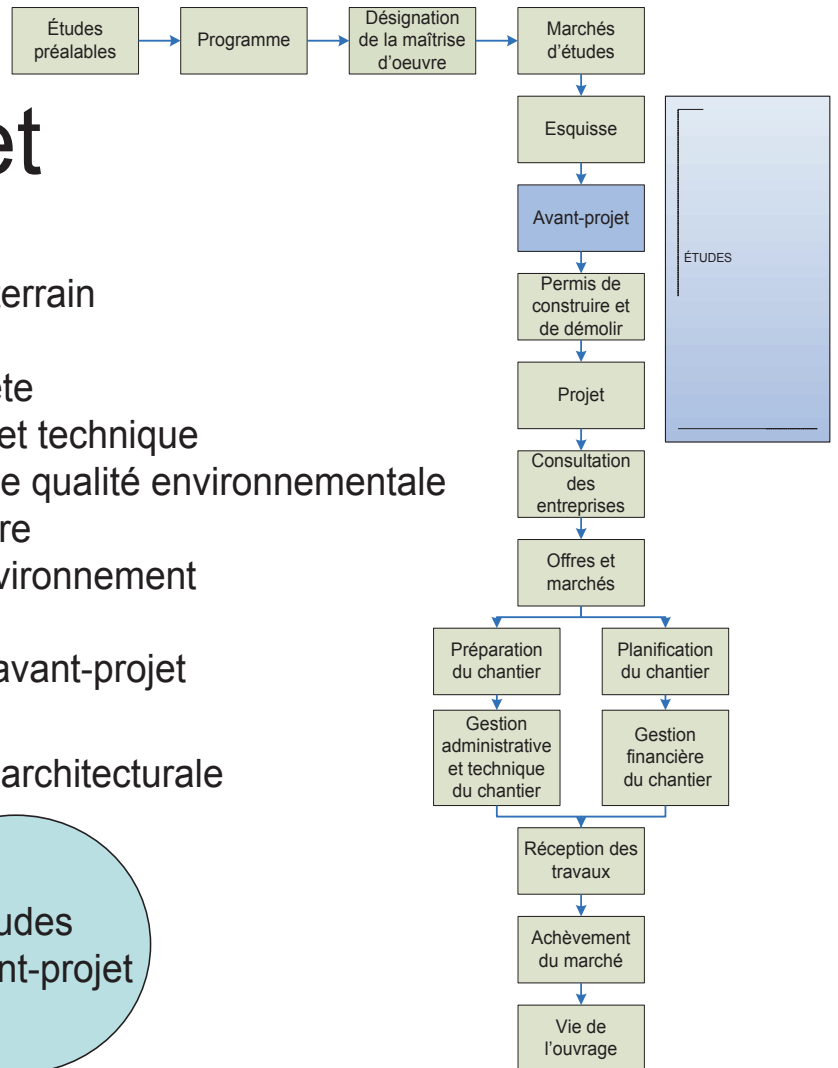 Études
préalables
Programme
Désignation
de la maîtrise
d'oeuvre
Marchés
d'études
Esquisse
Avant-projet
ÉTUDES
Permis de
construire et
de démolir
Projet
Consultation
des
entreprises
Offres et
marchés
Préparation
du chantier
Planification
du chantier
Gestion
administrative
et technique
du chantier
Gestion
financière
du chantier
Réception des
travaux
Achèvement
du marché
Vie de
l'ouvrage
et
terrain
te
et technique
e qualité environnementale
re
vironnement
avant-projet
architecturale
udes
nt-projet